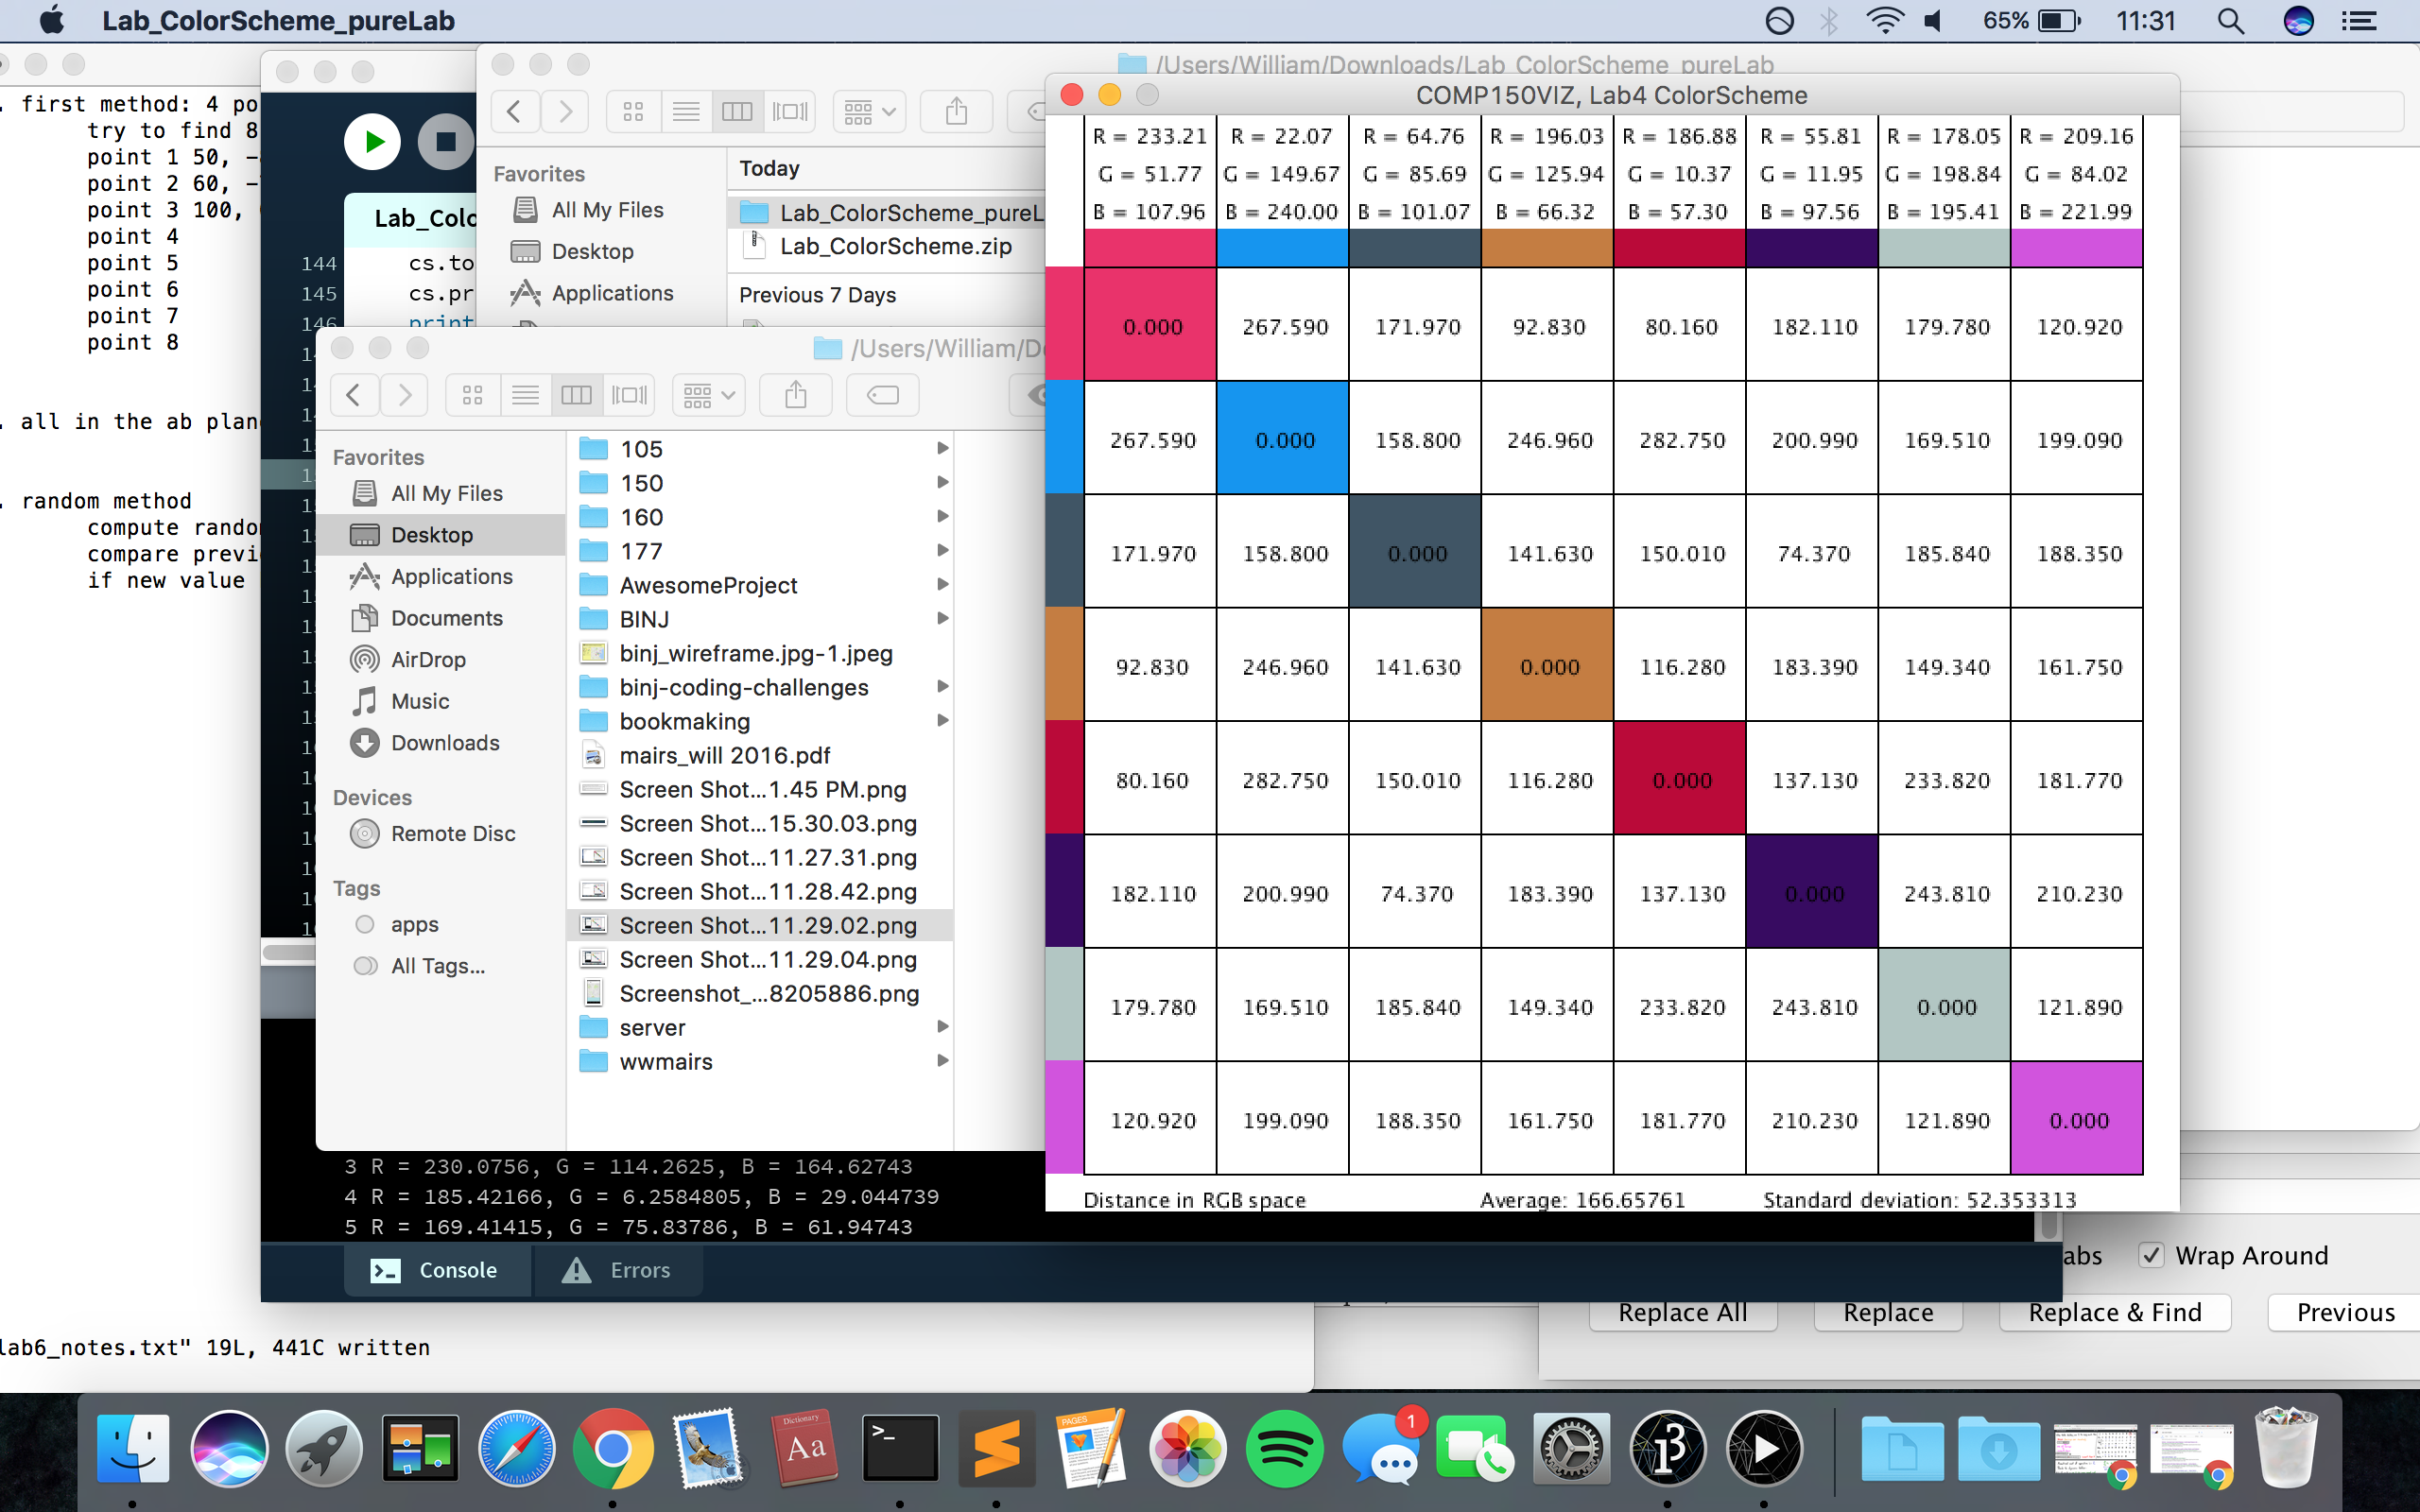 Lab_ColorScheme_pureLab
65%
11:31
. first method: 4 po
try to find 8
point 1 50, -
point 2 60, -
point 3 100,
point 4
point 5
point 6
point 7
point 8
. all in the ab plan
. random method
compute rando
compare previ
if new value
lab6_notes.txt" 19L, 441C written
Lab_Colo
144 cs.to
145 cs.pr
146 print
/Users/William/Downloads/Lab_ColorScheme_pureLab
Favorites
All My Files
Desktop
Applications
Today
Lab_ColorScheme_pureL
Lab_ColorScheme.zip
Previous 7 Days
/Users/William/D
Favorites
All My Files
Desktop
Applications
Documents
AirDrop
Music
Downloads
Devices
Remote Disc
Tags
apps
All Tags...
105
150
160
177
AwesomeProject
BINJ
binj_wireframe.jpg-1.jpeg
binj-coding-challenges
bookmaking
mairs_will 2016.pdf
Screen Shot...1.45 PM.png
Screen Shot...15.30.03.png
Screen Shot...11.27.31.png
Screen Shot...11.28.42.png
Screen Shot...11.29.02.png
Screen Shot...11.29.04.png
Screenshot_...8205886.png
server
wwmairs
3 R = 230.0756, G = 114.2625, B = 164.62743
4 R = 185.42166, G = 6.2584805, B = 29.044739
5 R = 169.41415, G = 75.83786, B = 61.94743
Console
Errors
COMP150VIZ, Lab4 ColorScheme
R = 233.21 R = 22.07 R = 64.76 R = 196.03 R = 186.88 R = 55.81 R = 178.05 R = 209.16
G = 51.77 G = 149.67 G = 85.69 G = 125.94 G = 10.37 G = 11.95 G = 198.84 G = 84.02
B = 107.96 B = 240.00 B = 101.07 B = 66.32 B = 57.30 B = 97.56 B = 195.41 B = 221.99
0.000 267.590 171.970 92.830 80.160 182.110 179.780 120.920
267.590 0.000 158.800 246.960 282.750 200.990 169.510 199.090
171.970 158.800 0.000 141.630 150.010 74.370 185.840 188.350
92.830 246.960 141.630 0.000 116.280 183.390 149.340 161.750
80.160 282.750 150.010 116.280 0.000 137.130 233.820 181.770
182.110 200.990 74.370 183.390 137.130 0.000 243.810 210.230
179.780 169.510 185.840 149.340 233.820 243.810 0.000 121.890
120.920 199.090 188.350 161.750 181.770 210.230 121.890 0.000
Distance in RGB space Average: 166.65761 Standard deviation: 52.353313
abs
Wrap Around
Replace All
Replace
Replace & Find
Previous
Dictionary
Aa
PAGES
1